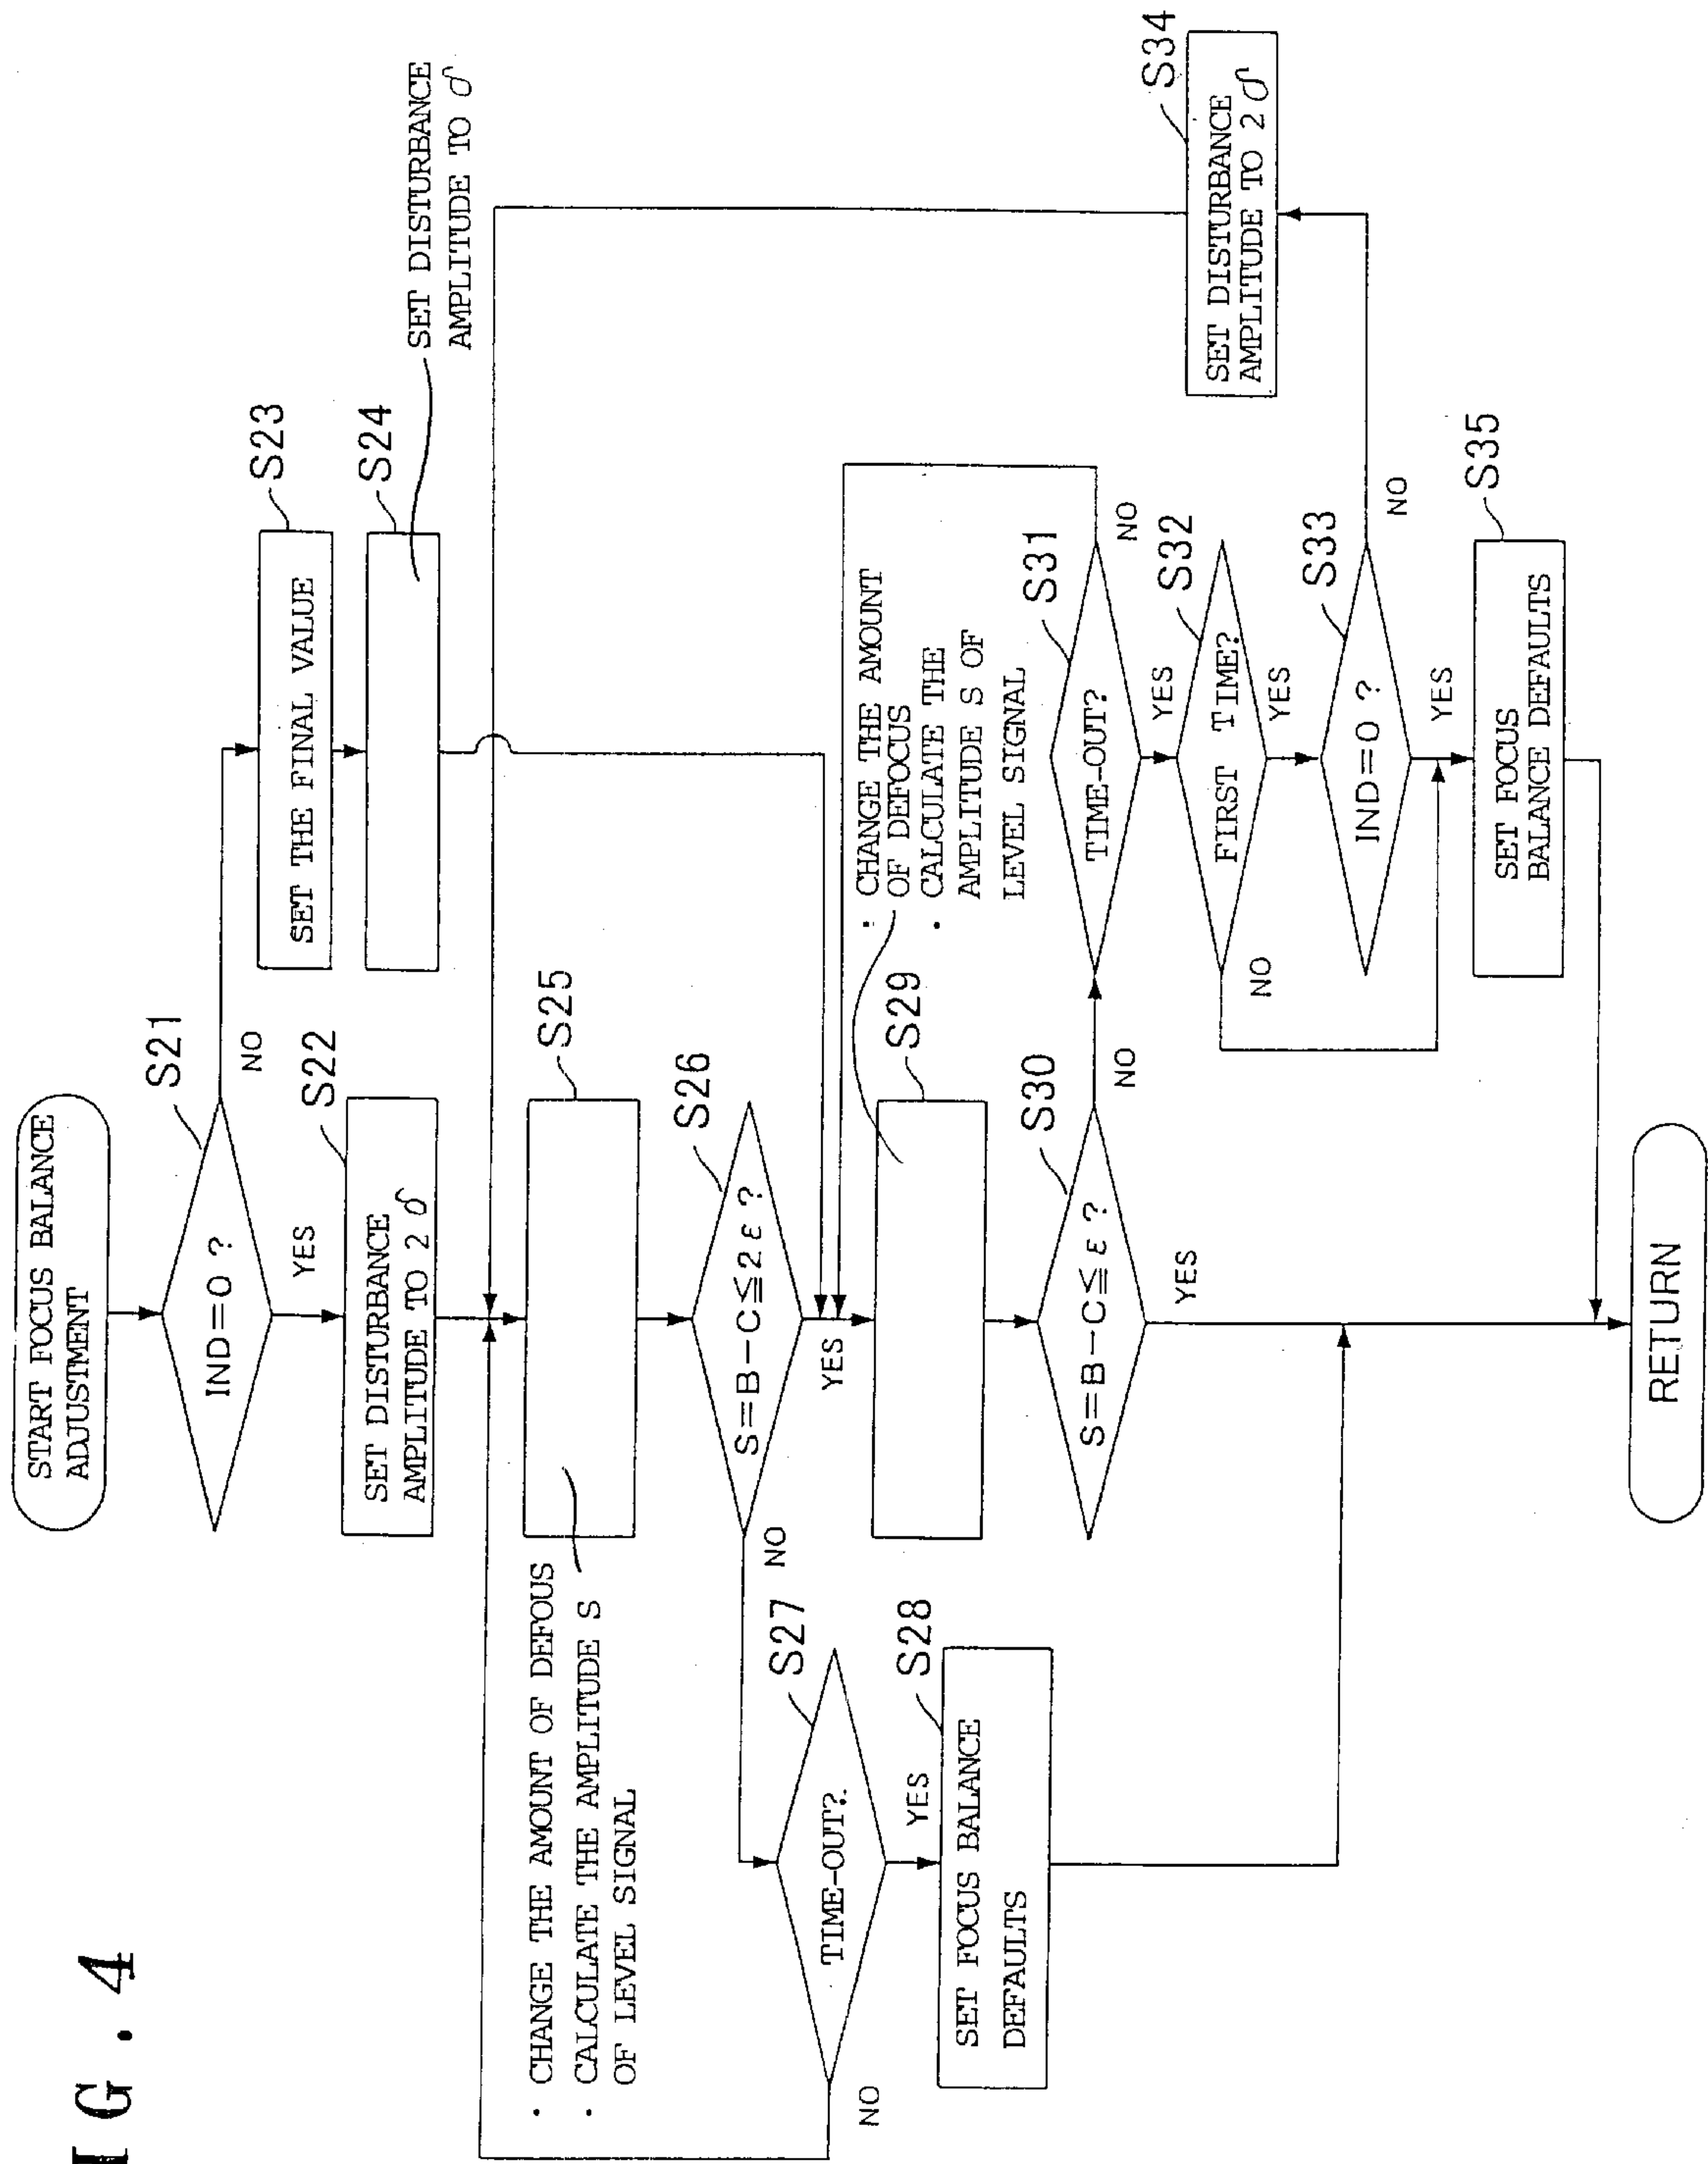 IG. 4
START FOCUS BALANCE
ADJUSTMENT
S21
IND=0 ?
NO
YES
S22
SET DISTURBANCE
AMPLITUDE TO 2 δ
S23
SET THE FINAL VALUE
S24
SET DISTURBANCE
AMPLITUDE TO δ
S25
· CHANGE THE AMOUNT OF DEFOUS
· CALCULATE THE AMPLITUDE S
OF LEVEL SIGNAL
S26
S=B-C≦2ε ?
NO
YES
S27
TIME-OUT?
NO
YES
S28
SET FOCUS BALANCE
DEFAULTS
S29
: CHANGE THE AMOUNT
OF DEFOCUS
· CALCULATE THE
AMPLITUDE S OF
LEVEL SIGNAL
S30
S=B-C≦ε ?
NO
YES
S31
TIME-OUT?
NO
YES
S32
FIRST TIME?
NO
YES
S33
IND=0 ?
NO
YES
S34
SET DISTURBANCE
AMPLITUDE TO 2 δ
S35
SET FOCUS
BALANCE DEFAULTS
RETURN